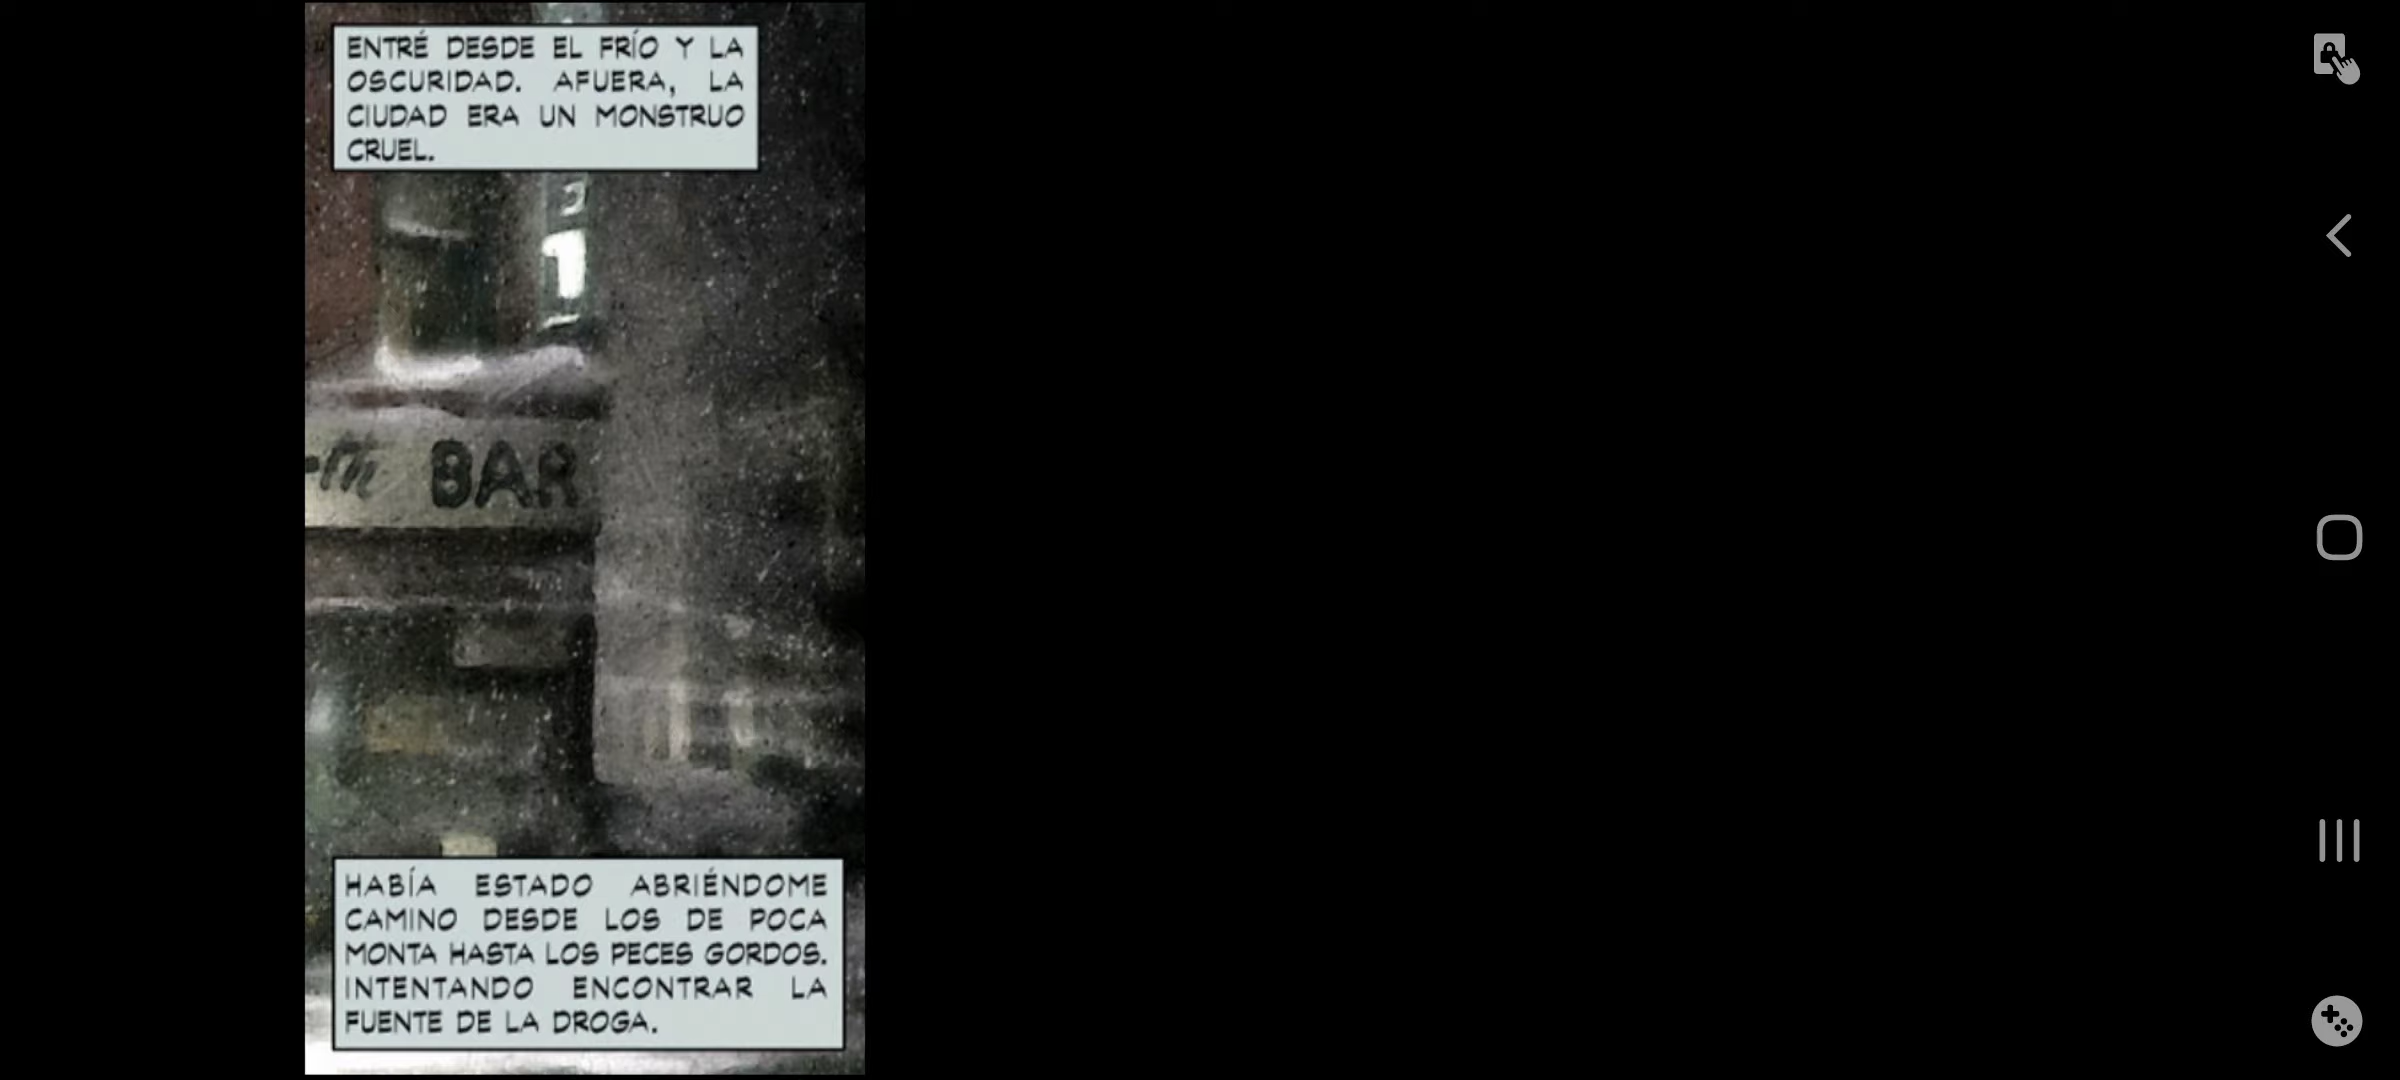 ENTRÉ DESDE EL FRÍO Y LA
OSCURIDAD. AFUERA, LA
CIUDAD ERA UN MONSTRUO
CRUEL.
BAR
HABÍA ESTADO ABRIÉNDOME
CAMINO DESDE LOS DE POCA
MONTA HASTA LOS PECES GORDOS.
INTENTANDO ENCONTRAR LA
FUENTE DE LA DROGA.